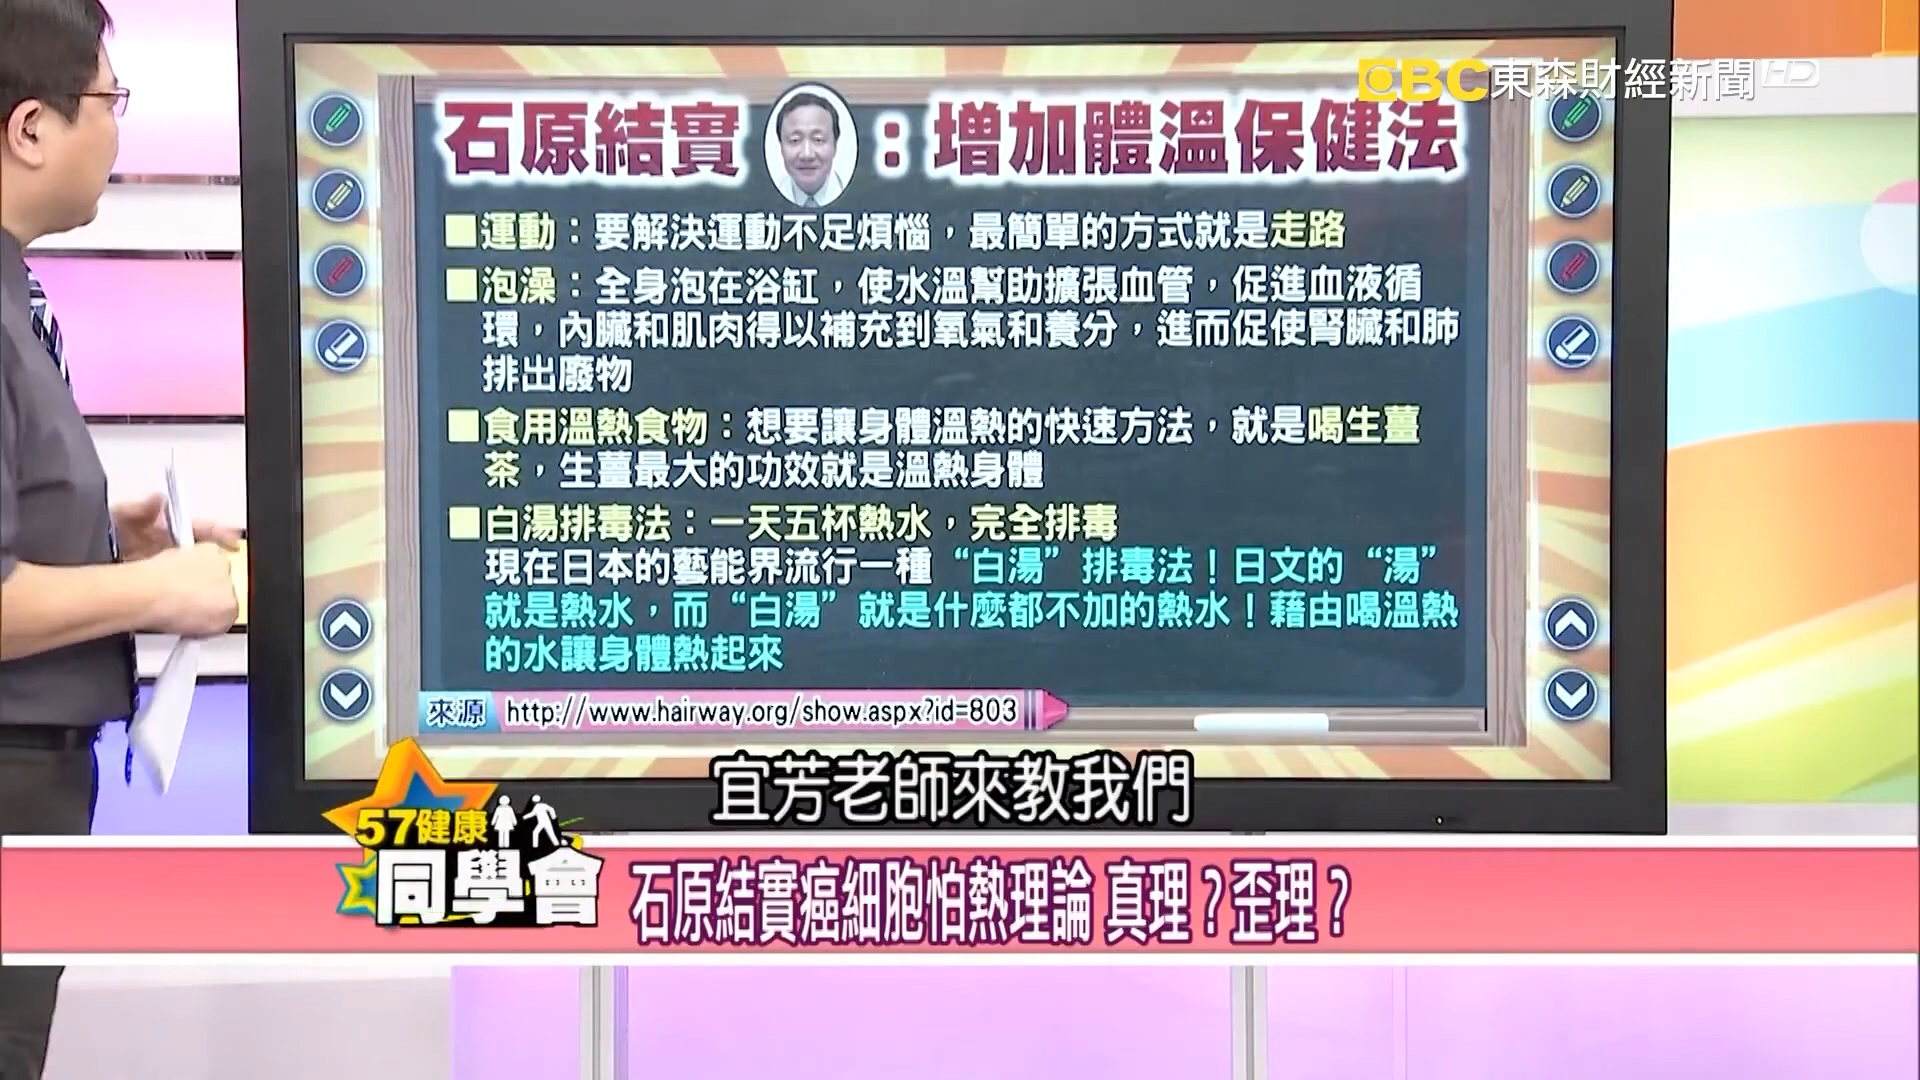 EBC東森財經新聞HD
石原結實：增加體溫保健法
■運動：要解決運動不足煩惱，最簡單的方式就是走路
■泡澡：全身泡在浴缸，使水溫幫助擴張血管，促進血液循
環，內臟和肌肉得以補充到氧氣和養分，進而促使腎臟和肺
排出廢物
■食用溫熱食物：想要讓身體溫熱的快速方法，就是喝生薑
茶，生薑最大的功效就是溫熱身體
■白湯排毒法：一天五杯熱水，完全排毒
現在日本的藝能界流行一種“白湯”排毒法！日文的“湯”
就是熱水，而“白湯”就是什麼都不加的熱水！藉由喝溫熱
的水讓身體熱起來
來源 http://www.hairway.org/show.aspx?id=803
宜芳老師來教我們
57健康
同學會
石原結實癌細胞怕熱理論 真理？歪理？